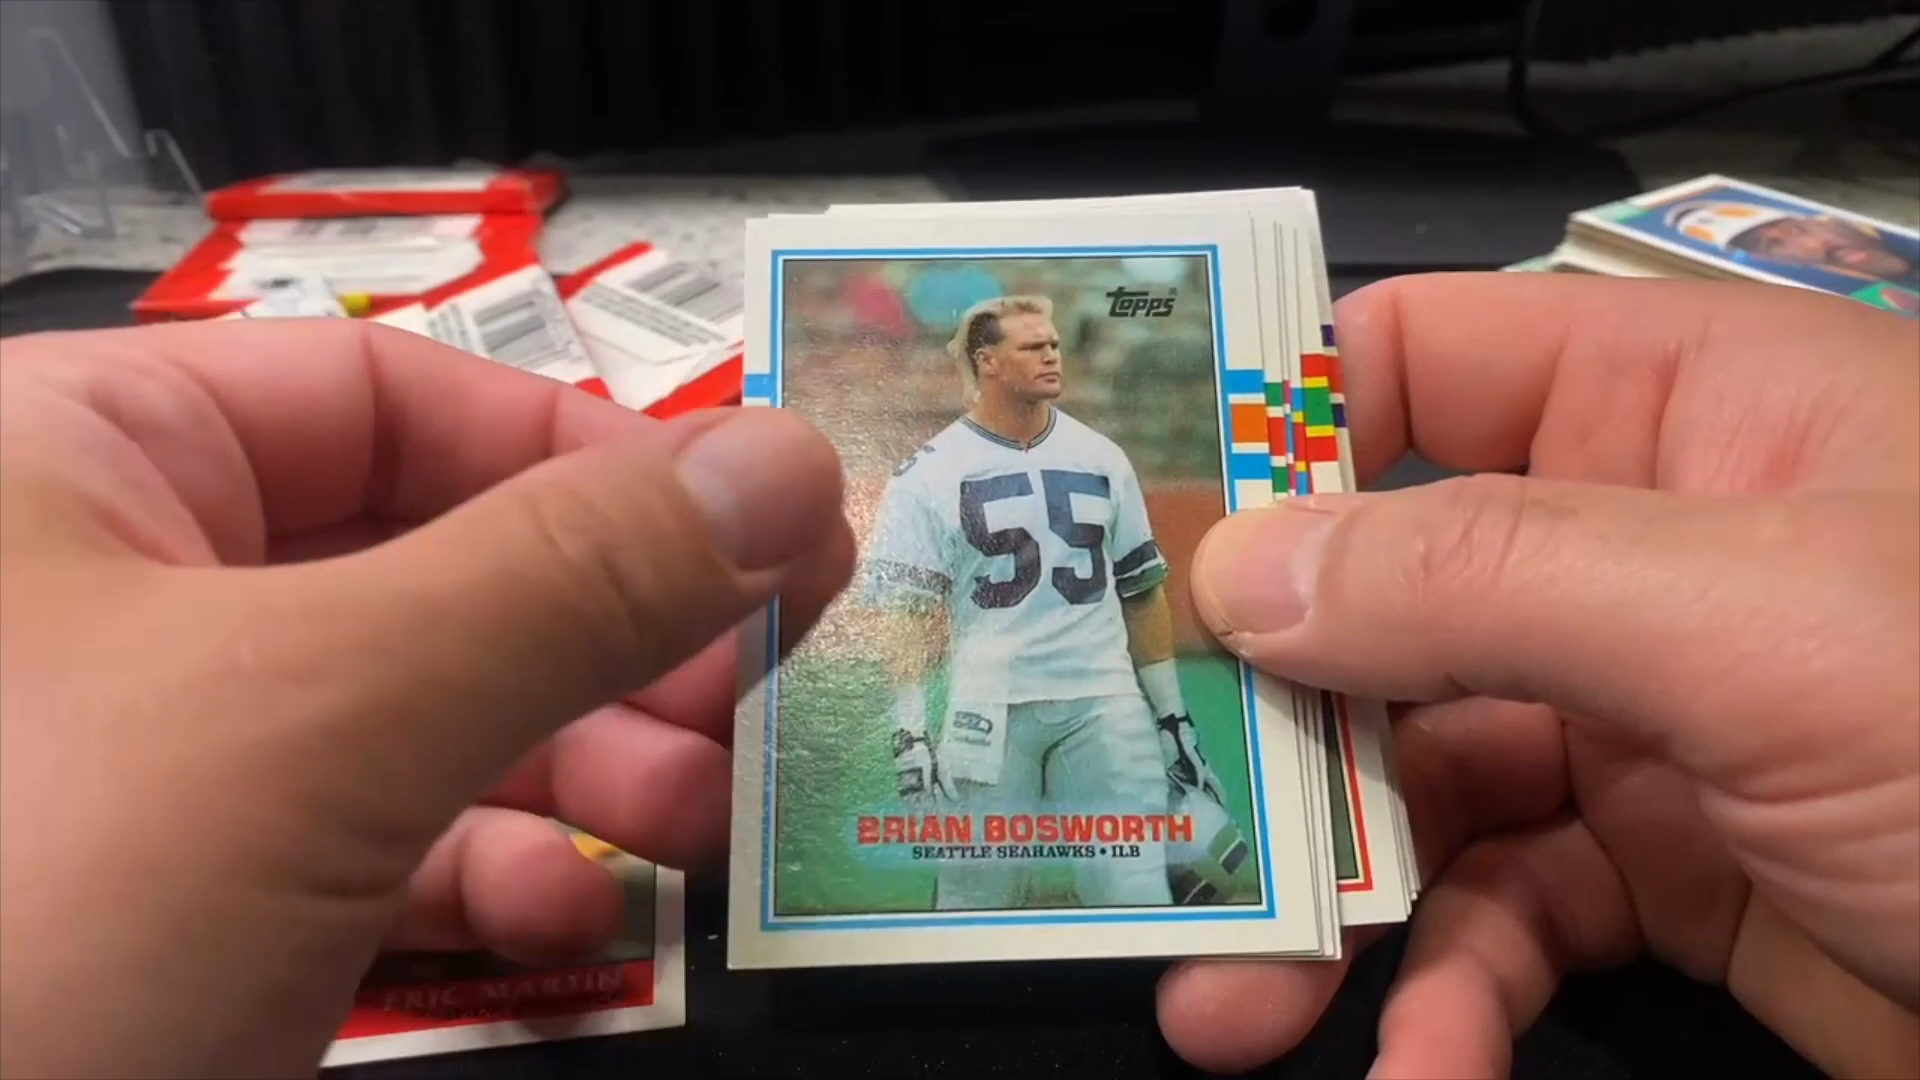 Topps
55
BRIAN BOSWORTH
SEATTLE SEAHAWKS • ILB
ERIC MARTIN